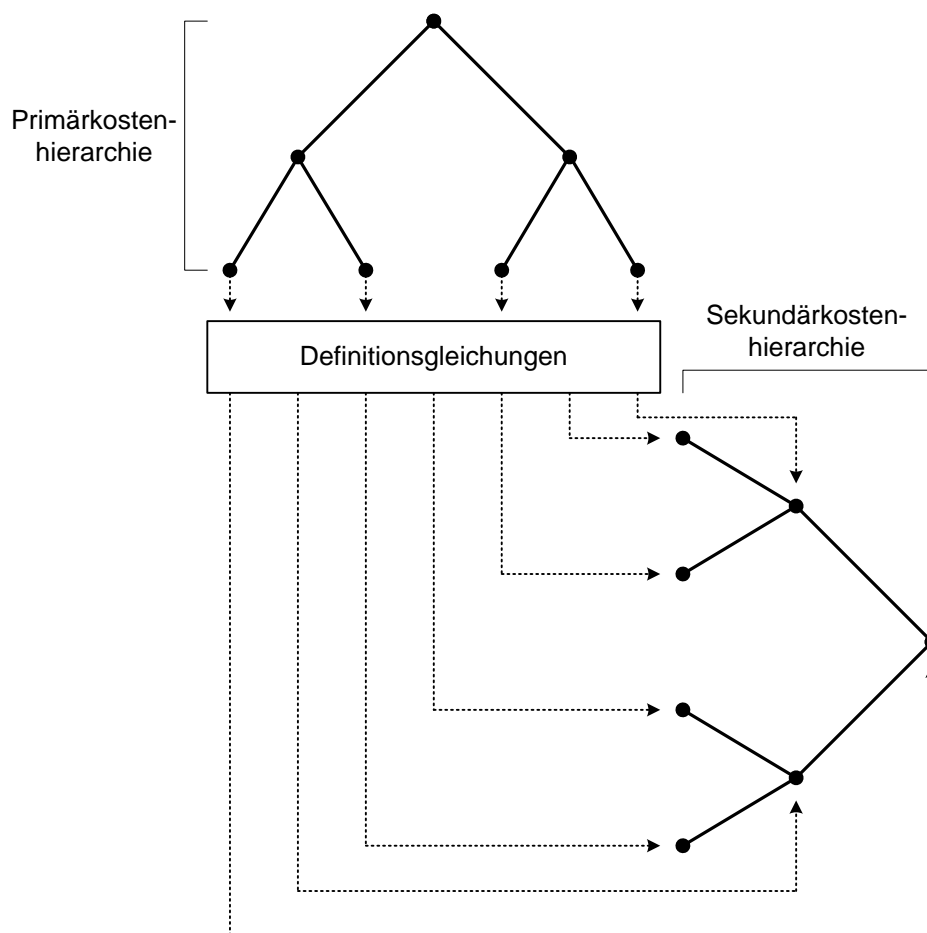 Primärkosten-
hierarchie
Definitionsgleichungen
Sekundärkosten-
hierarchie